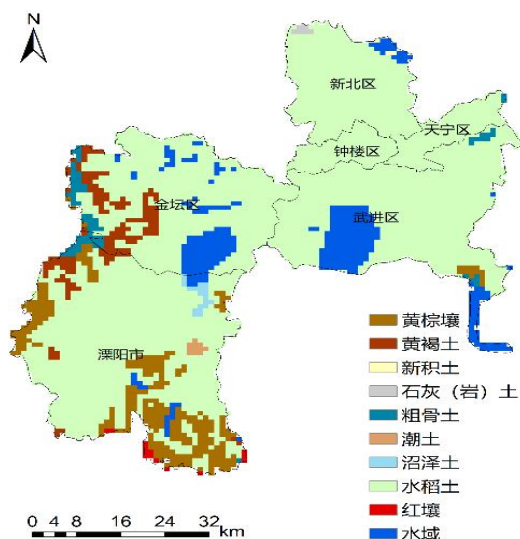 N
新北区
天宁区
钟楼区
金坛区
武进区
溧阳市
黄棕壤
黄褐土
新积土
石灰（岩）土
粗骨土
潮土
沼泽土
水稻土
红壤
水域
0 4 8 16 24 32
km